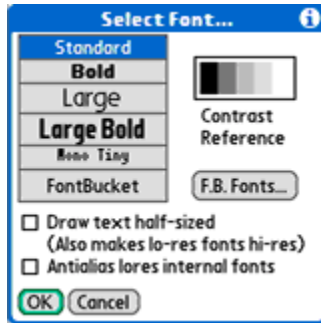 Select Font...
Standard
Bold
Large
Large Bold
Mono Tiny
FontBucket
Contrast
Reference
F.B. Fonts...
Draw text half-sized
(Also makes lo-res fonts hi-res)
Antialias lores internal fonts
OK Cancel